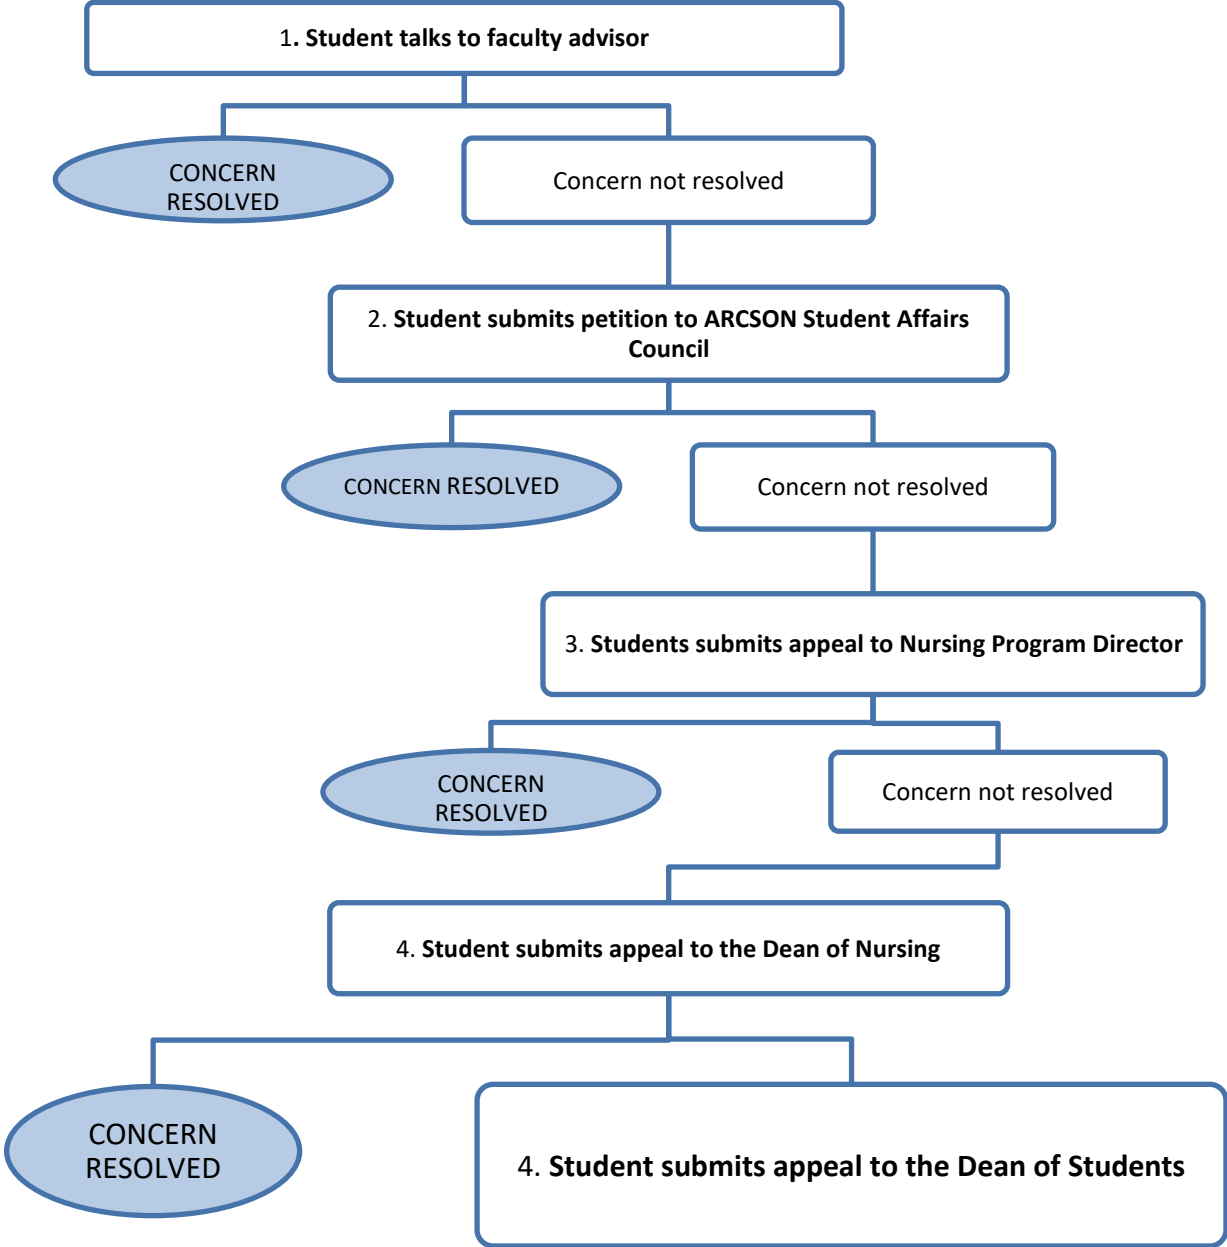 1. Student talks to faculty advisor
CONCERN
RESOLVED
Concern not resolved
2. Student submits petition to ARCSON Student Affairs
Council
CONCERN RESOLVED
Concern not resolved
3. Students submits appeal to Nursing Program Director
CONCERN
RESOLVED
Concern not resolved
4. Student submits appeal to the Dean of Nursing
CONCERN
RESOLVED
4. Student submits appeal to the Dean of Students